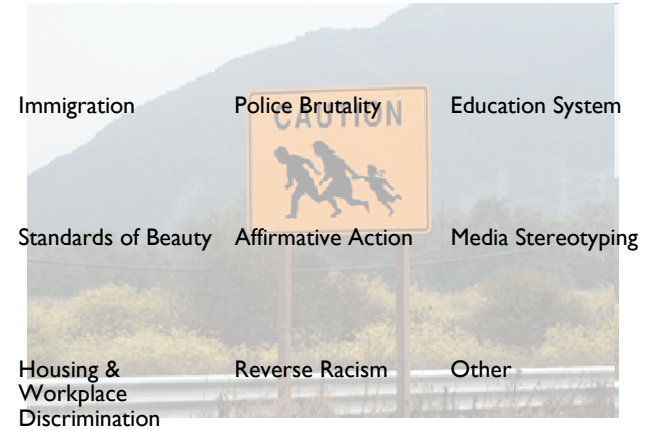 Immigration
Police Brutality
Education System
CAUTION
Standards of Beauty
Affirmative Action
Media Stereotyping
Housing &
Workplace
Discrimination
Reverse Racism
Other